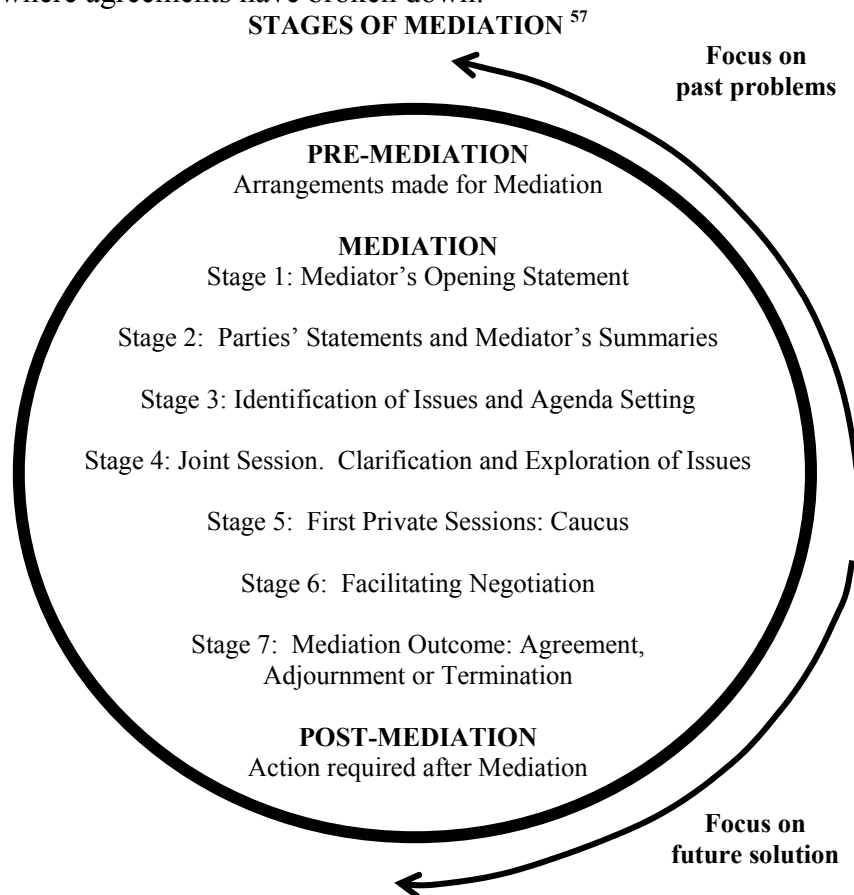 where agreements have broken down.
STAGES OF MEDIATION 57
Focus on
past problems
PRE-MEDIATION
Arrangements made for Mediation
MEDIATION
Stage 1: Mediator’s Opening Statement
Stage 2:  Parties’ Statements and Mediator’s Summaries
Stage 3: Identification of Issues and Agenda Setting
Stage 4: Joint Session.  Clarification and Exploration of Issues
Stage 5:  First Private Sessions: Caucus
Stage 6:  Facilitating Negotiation
Stage 7:  Mediation Outcome: Agreement,
Adjournment or Termination
POST-MEDIATION
Action required after Mediation
Focus on
future solution